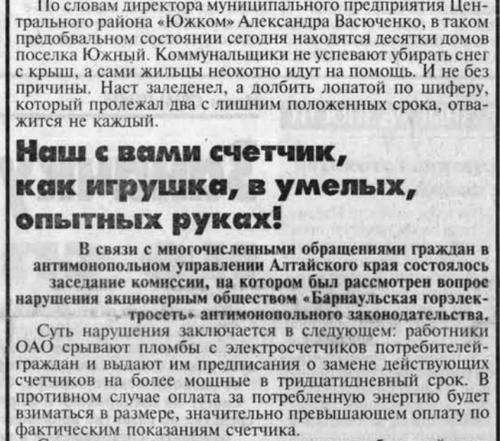 По словам директора муниципального предприятия Цен-
трального района «Южком» Александра Васюченко, в таком
предобвальном состоянии сегодня находятся десятки домов
поселка Южный. Коммунальщики не успевают убирать снег
с крыш, а сами жильцы неохотно идут на помощь. И не без
причины. Наст заледенел, а долбить лопатой по шиферу,
который пролежал два с лишним положенных срока, отва-
жится не каждый.
Наш с вами счетчик,
как игрушка, в умелых,
опытных руках!
В связи с многочисленными обращениями граждан в
антимонопольном управлении Алтайского края состоялось
заседание комиссии, на котором был рассмотрен вопрос
нарушения акционерным обществом «Барнаульская горэлек-
тросеть» антимонопольного законодательства.
Суть нарушения заключается в следующем: работники
ОАО срывают пломбы с электросчетчиков потребителей-
граждан и выдают им предписания о замене действующих
счетчиков на более мощные в тридцатидневный срок. В
противном случае оплата за потребленную энергию будет
взиматься в размере, значительно превышающем оплату по
фактическим показаниям счетчика.